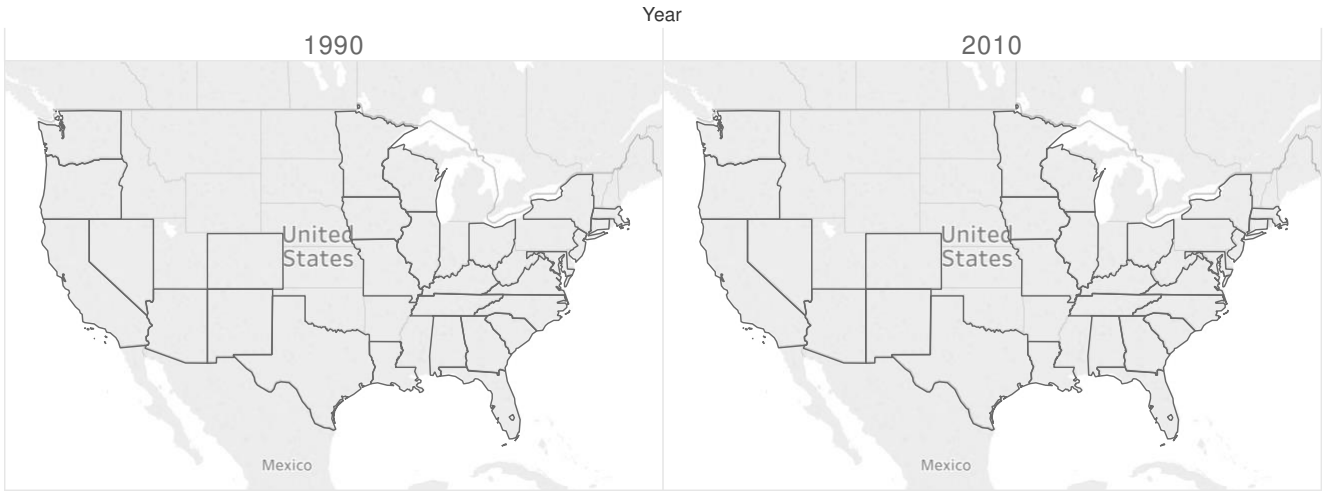 Year
1990
2010
United
States
United
States
Mexico
Mexico